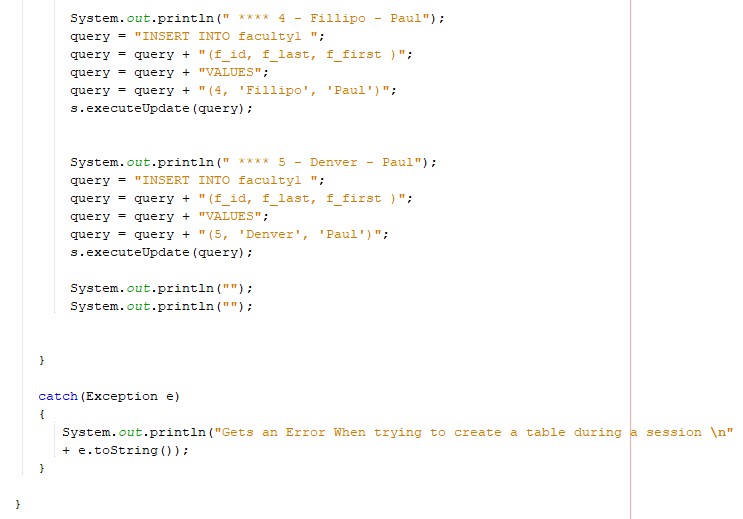 System.out.println(" **** 4 - Fillipo - Paul");
query = "INSERT INTO faculty1 ";
query = query + "(f_id, f_last, f_first )";
query = query + "VALUES";
query = query + "(4, 'Fillipo', 'Paul')";
s.executeUpdate(query);
System.out.println(" **** 5 - Denver - Paul");
query = "INSERT INTO faculty1 ";
query = query + "(f_id, f_last, f_first )";
query = query + "VALUES";
query = query + "(5, 'Denver', 'Paul')";
s.executeUpdate(query);
System.out.println("");
System.out.println("");
}
catch(Exception e)
{
System.out.println("Gets an Error When trying to create a table during a session \n"
+ e.toString());
}
}